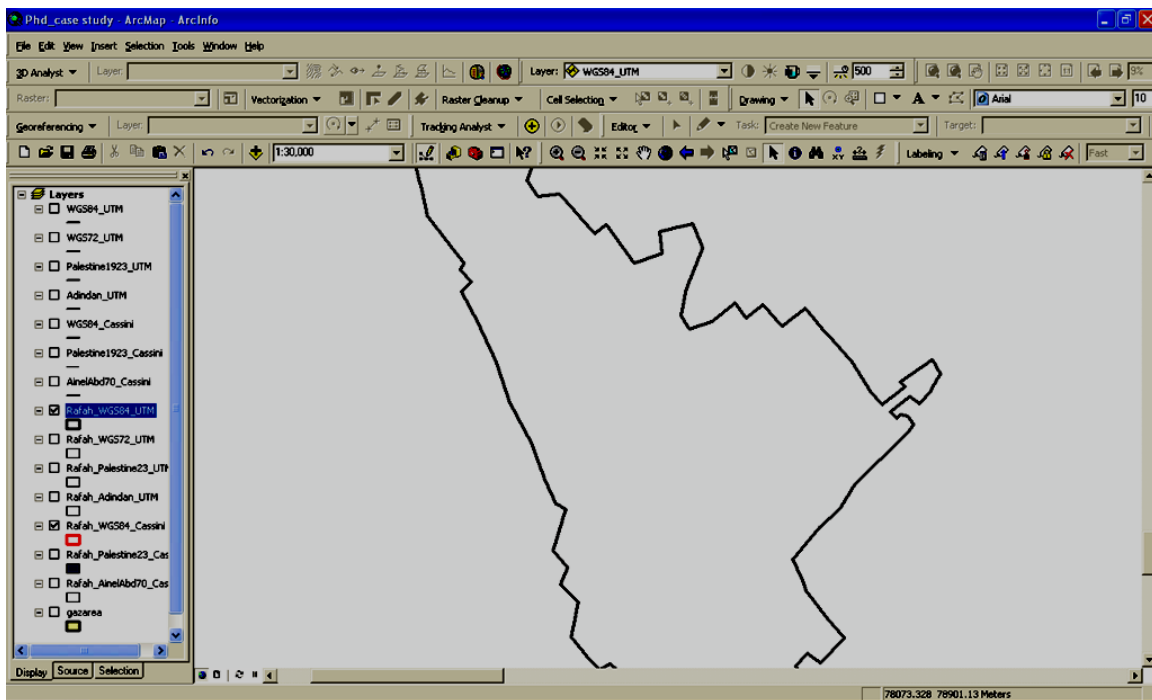 Phd_case study - ArcMap - ArcInfo
File Edit View Insert Selection Tools Window Help
3D Analyst Layer: Layer: WGS84_UTM 500 9%
Raster: Vectorization Raster Cleanup Cell Selection Drawing A Arial 10
Georeferencing Layer: Tracking Analyst Editor Task: Create New Feature Target:
1:30,000 Labeling Fast
Layers
WGS84_UTM
WGS72_UTM
Palestine1923_UTM
Adindan_UTM
WGS84_Cassini
Palestine1923_Cassini
AinelAbd70_Cassini
Rafah_WGS84_UTM
Rafah_WGS72_UTM
Rafah_Palestine23_UTM
Rafah_Adindan_UTM
Rafah_WGS84_Cassini
Rafah_Palestine23_Cas
Rafah_AinelAbd70_Cas
gazarea
Display Source Selection
78073.328 78901.13 Meters